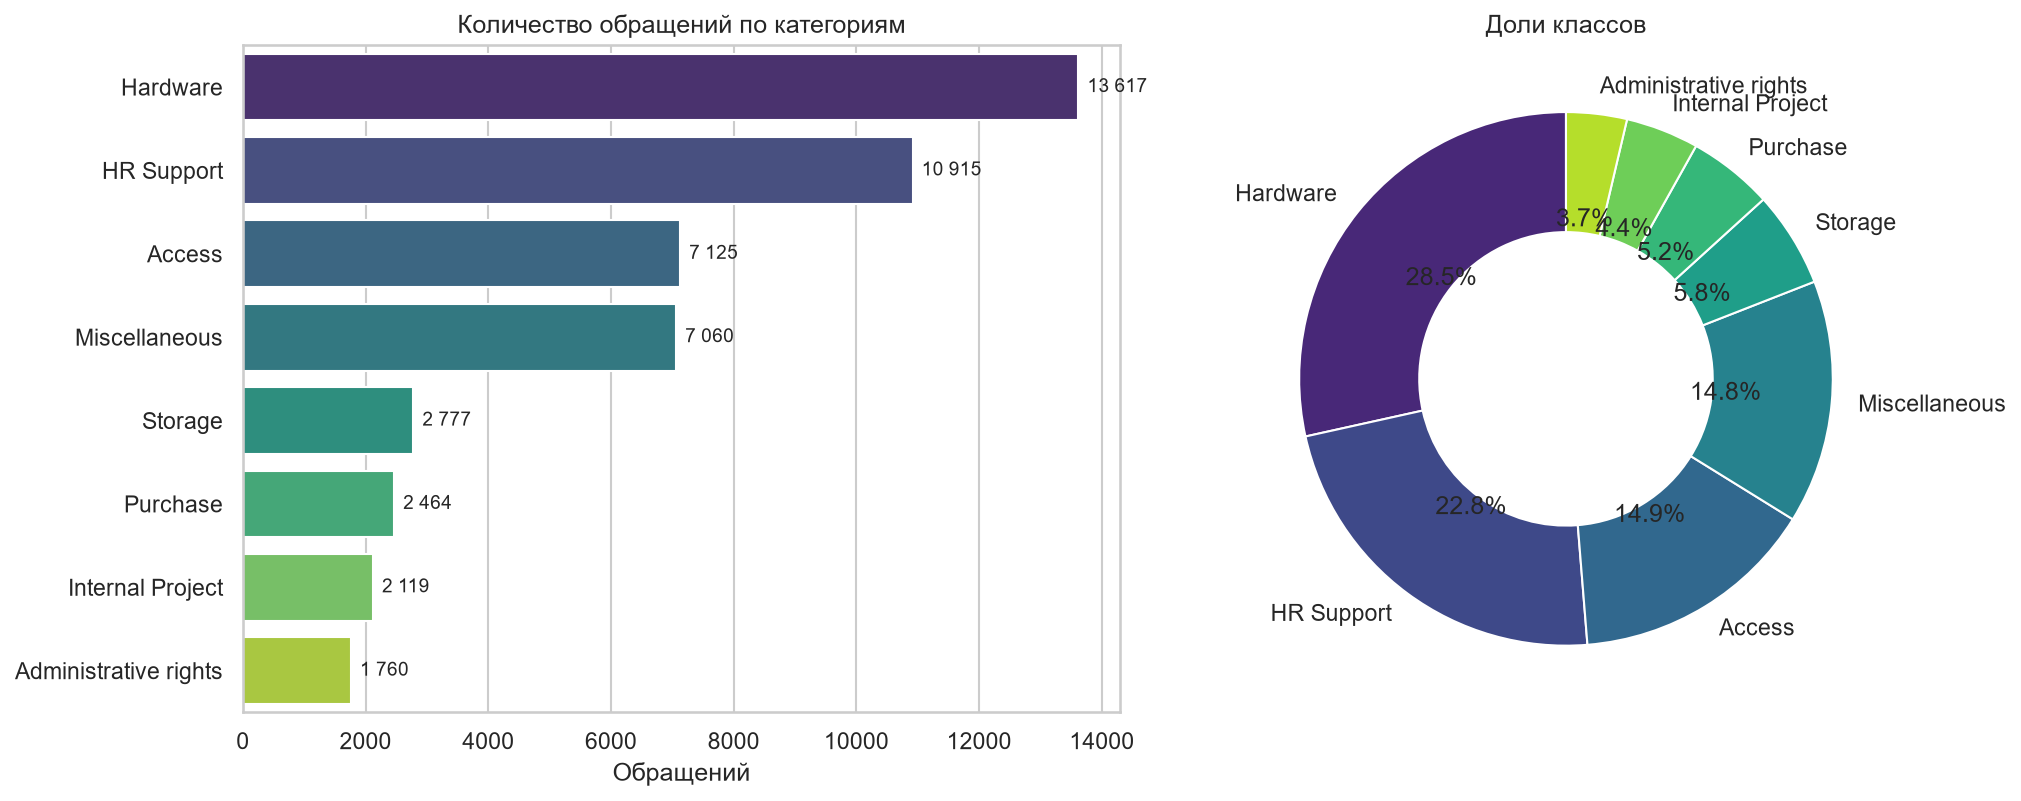 Количество обращений по категориям
Hardware
13 617
HR Support
10 915
Access
7 125
Miscellaneous
7 060
Storage
2 777
Purchase
2 464
Internal Project
2 119
Administrative rights
1 760
0 2000 4000 6000 8000 10000 12000 14000
Обращений
Доли классов
Administrative rights
Internal Project
Purchase
Storage
Miscellaneous
Access
HR Support
Hardware
3.7%
4.4%
5.2%
5.8%
14.8%
14.9%
22.8%
28.5%